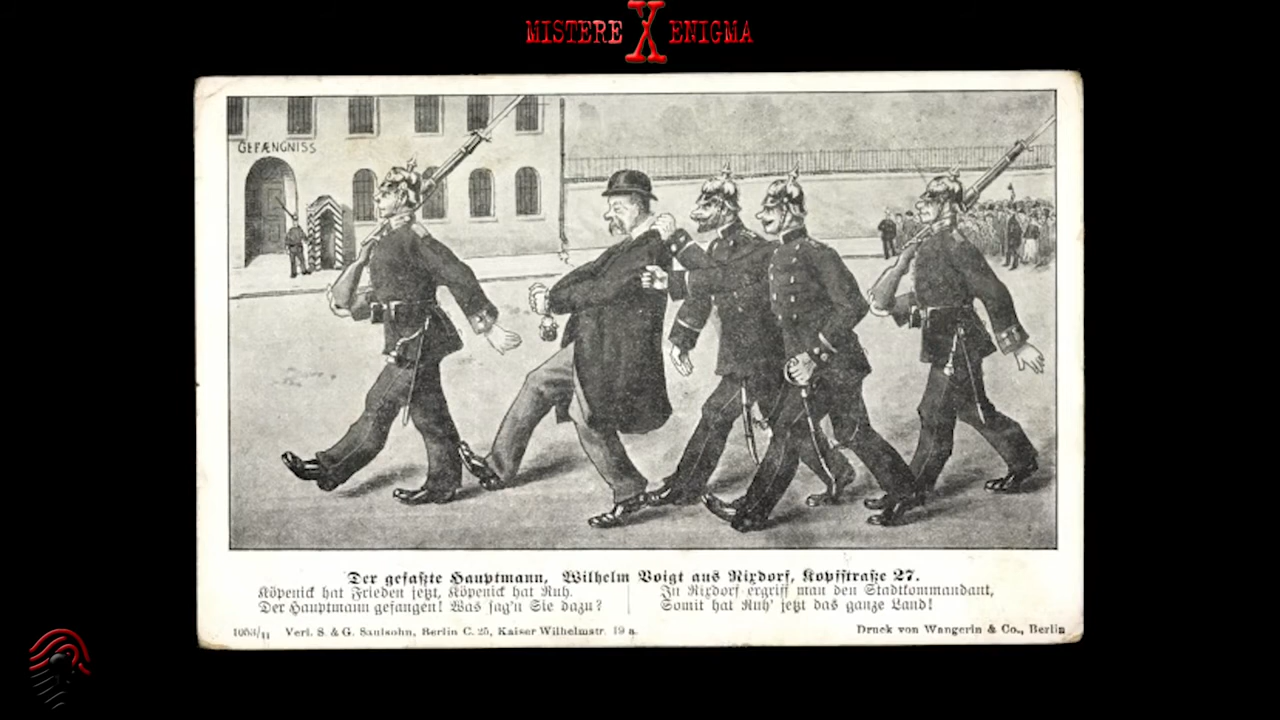 MISTERE X ENIGMA
GEFÆNGNISS
Der gefaßte Hauptmann, Wilhelm Voigt aus Rixdorf, Kopfstraße 27.
Köpenick hat Frieden jetzt, Köpenick hat Ruh.
Der Hauptmann gefangen! Was sag'n Sie dazu?
In Rixdorf ergriff man den Stadtkommandant,
Somit hat Ruh' jetzt das ganze Land!
1053/11 Verl. S. & G. Saulsohn, Berlin C. 25, Kaiser Wilhelmstr. 19 a.
Druck von Wangerin & Co., Berlin